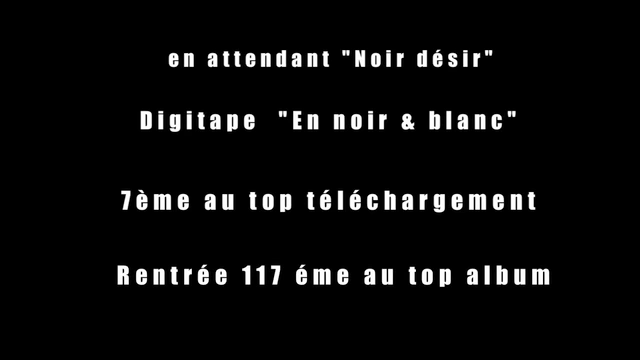 en attendant "Noir désir"
Digitape "En noir & blanc"
7ème au top téléchargement
Rentrée 117 éme au top album